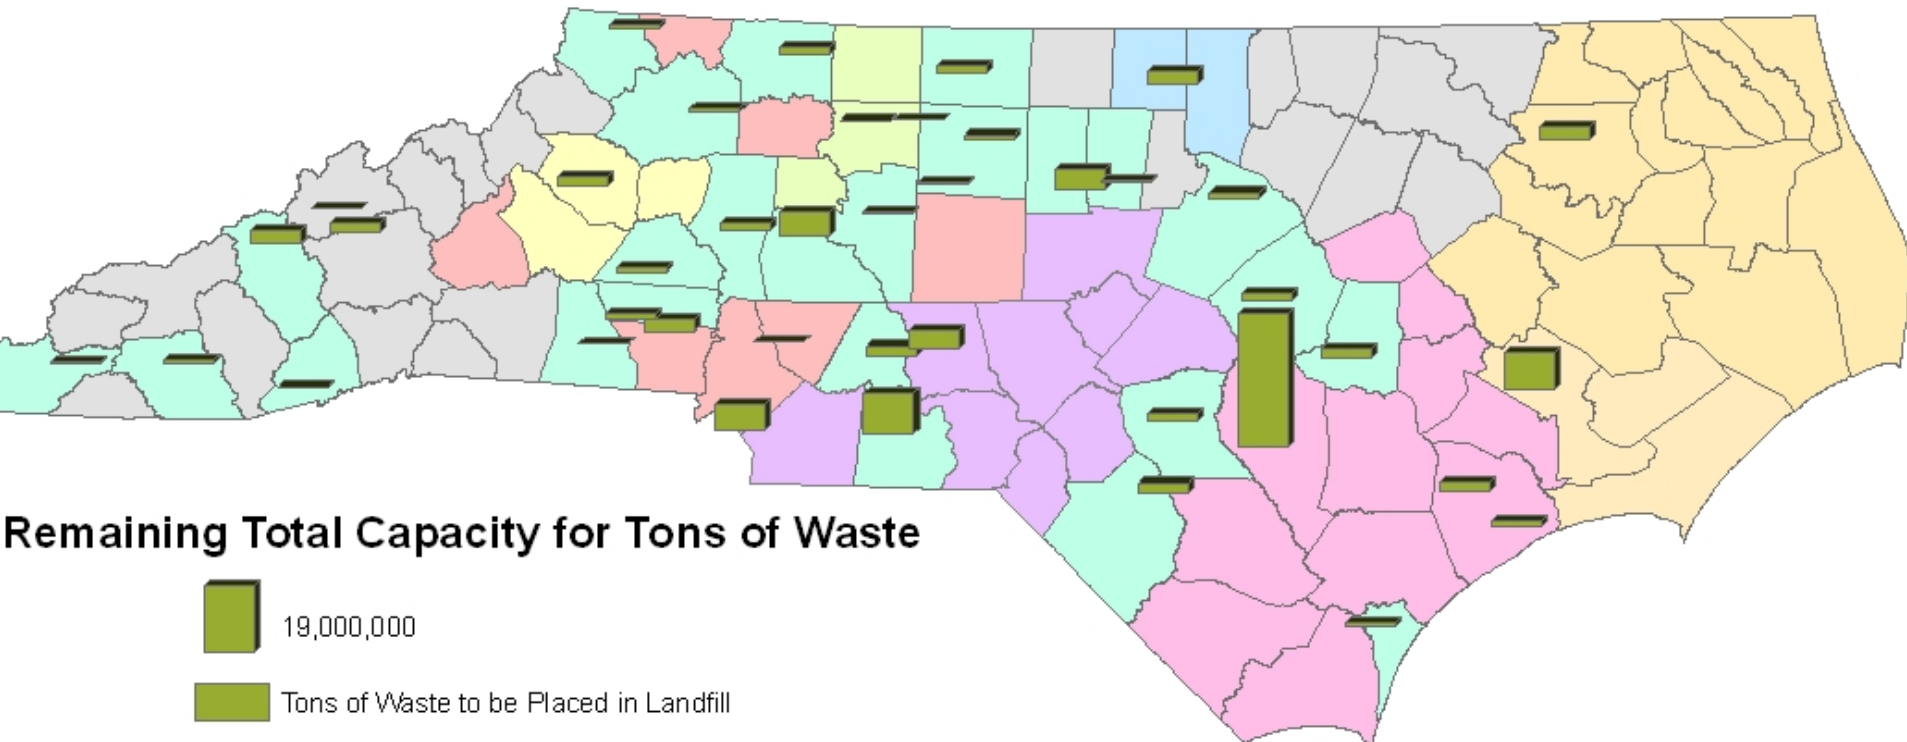 Remaining Total Capacity for Tons of Waste
19,000,000
Tons of Waste to be Placed in Landfill